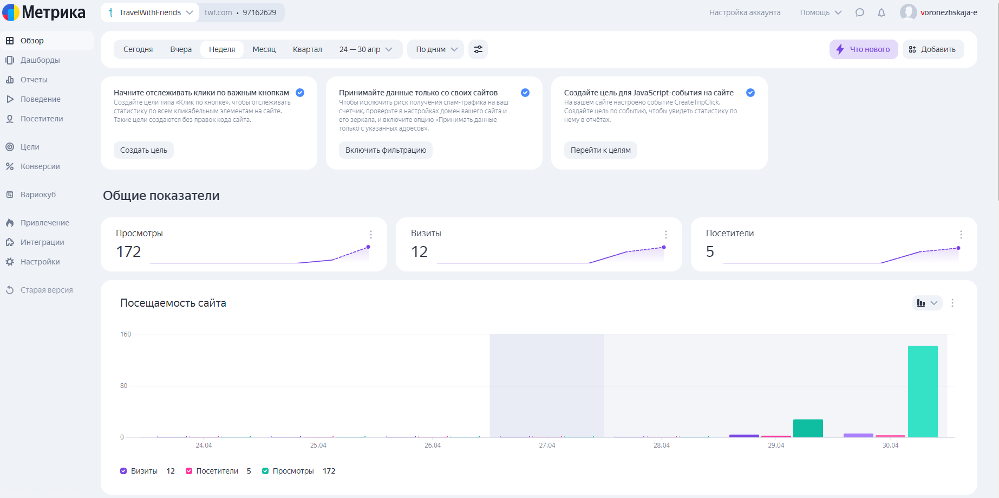 Метрика
TravelWithFriends
twf.com • 97162629
Настройка аккаунта
Помощь
voronezhskaja-e
Обзор
Дашборды
Отчеты
Поведение
Посетители
Цели
Конверсии
Вариокуб
Привлечение
Интеграции
Настройки
Старая версия
Сегодня
Вчера
Неделя
Месяц
Квартал
24 — 30 апр
По дням
Что нового
Добавить
Начните отслеживать клики по важным кнопкам
Создайте цели типа «Клик по кнопке», чтобы отслеживать
статистику по всем кликабельным элементам на сайте.
Такие цели создаются без правок кода сайта.
Создать цель
Принимайте данные только со своих сайтов
Чтобы исключить риск получения спам-трафика на ваш
счетчик, проверьте в настройках домен вашего сайта и
его зеркала, и включите опцию «Принимать данные
только с указанных адресов».
Включить фильтрацию
Создайте цель для JavaScript-события на сайте
На вашем сайте настроено событие CreateTripClick.
Создайте цель по событию, чтобы увидеть статистику по
нему в отчётах.
Перейти к целям
Общие показатели
Просмотры
172
Визиты
12
Посетители
5
Посещаемость сайта
160
80
0
24.04
25.04
26.04
27.04
28.04
29.04
30.04
Визиты 12
Посетители 5
Просмотры 172